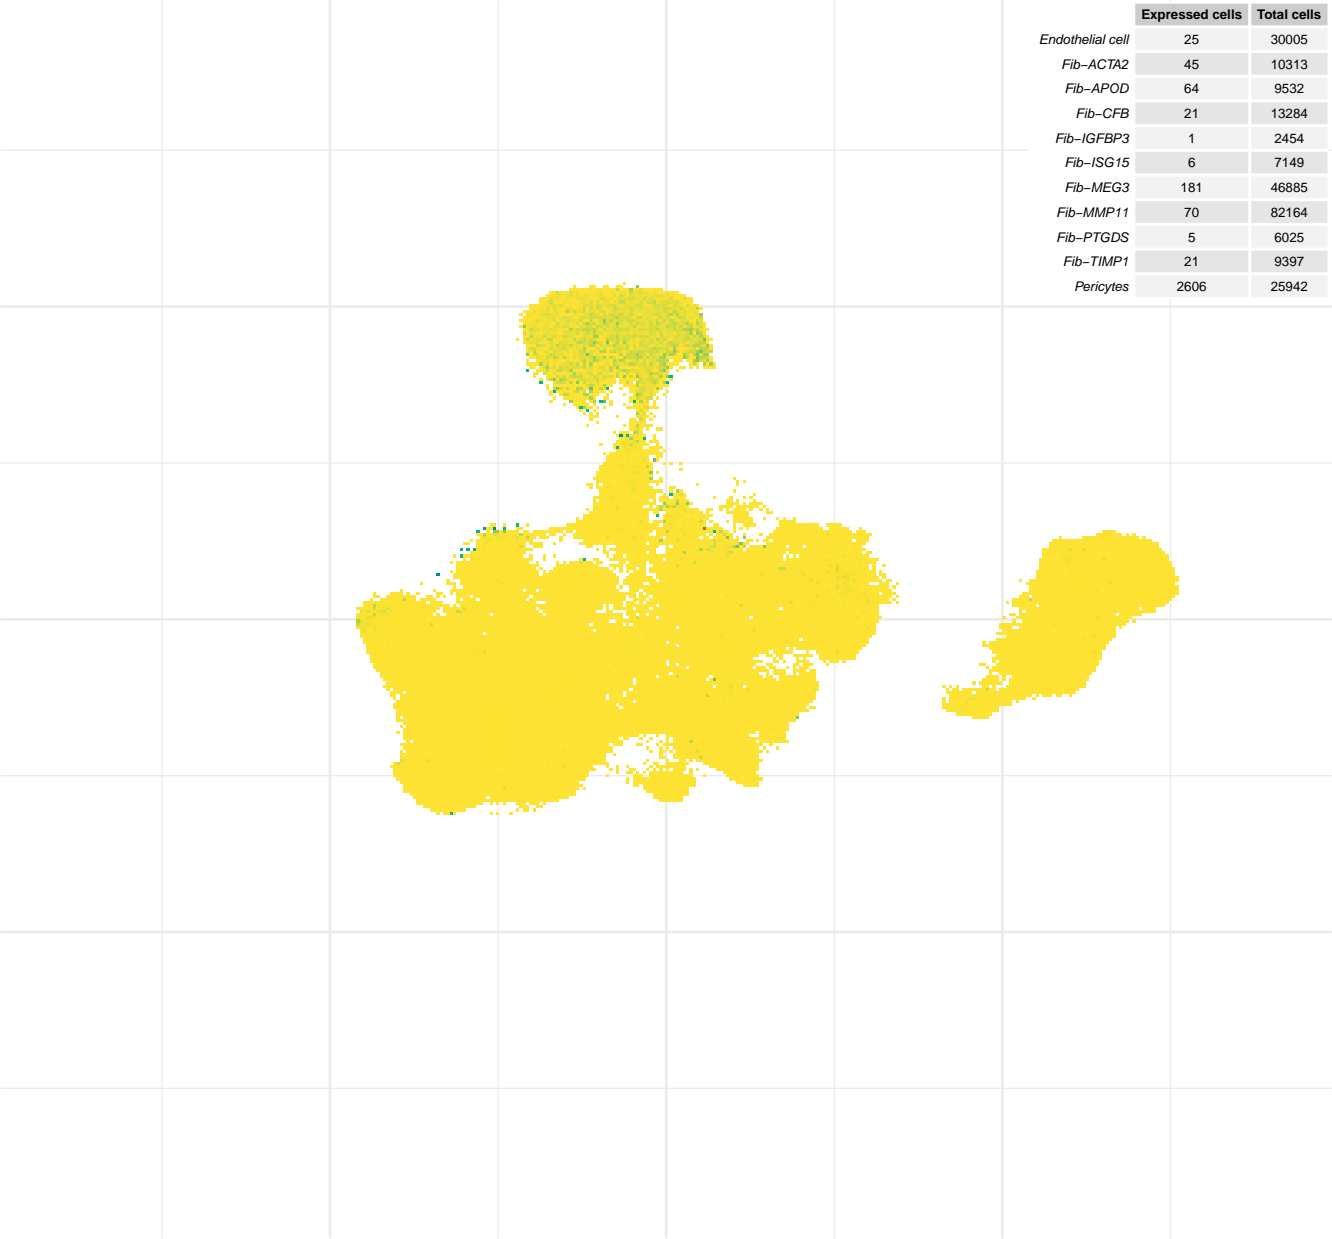 Expressed cells Total cells
Endothelial cell 25 30005
Fib−ACTA2 45 10313
Fib−APOD 64 9532
Fib−CFB 21 13284
Fib−IGFBP3 1 2454
Fib−ISG15 6 7149
Fib−MEG3 181 46885
Fib−MMP11 70 82164
Fib−PTGDS 5 6025
Fib−TIMP1 21 9397
Pericytes 2606 25942